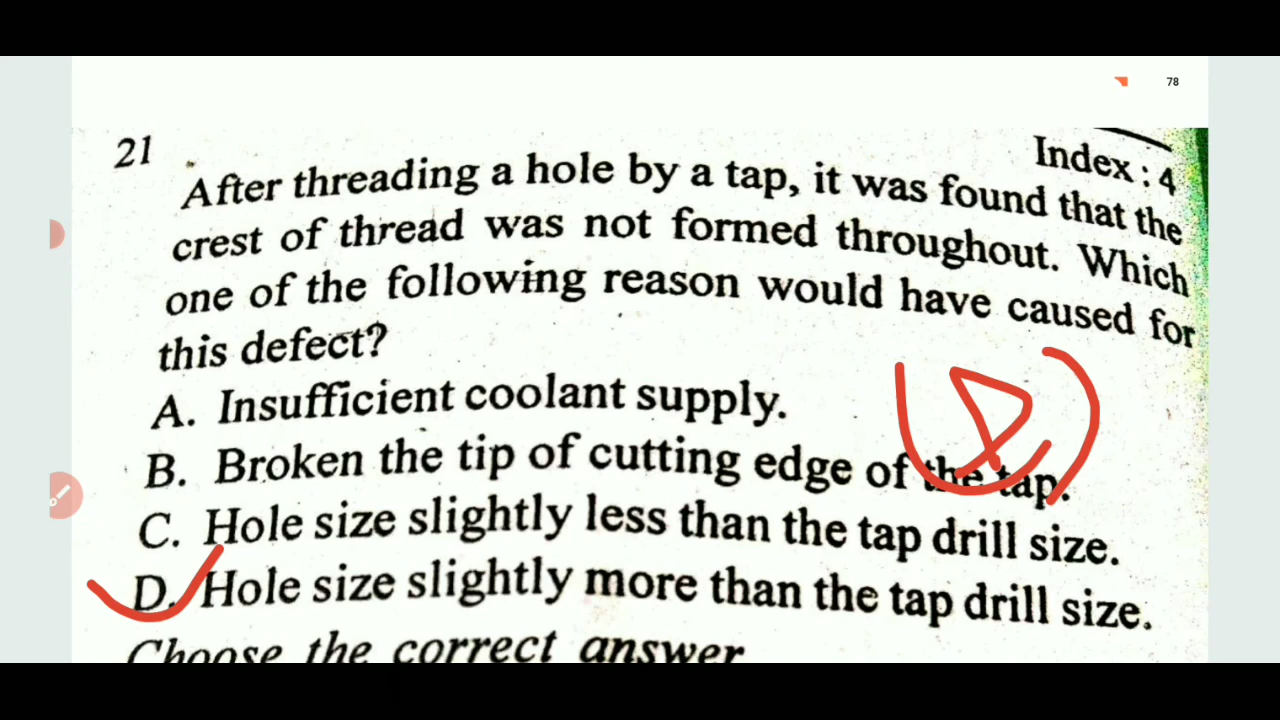 78
Index : 4
21
After threading a hole by a tap, it was found that the
crest of thread was not formed throughout. Which
one of the following reason would have caused for
this defect?
A. Insufficient coolant supply.
B. Broken the tip of cutting edge of the tap.
C. Hole size slightly less than the tap drill size.
D. Hole size slightly more than the tap drill size.
Choose the correct answer